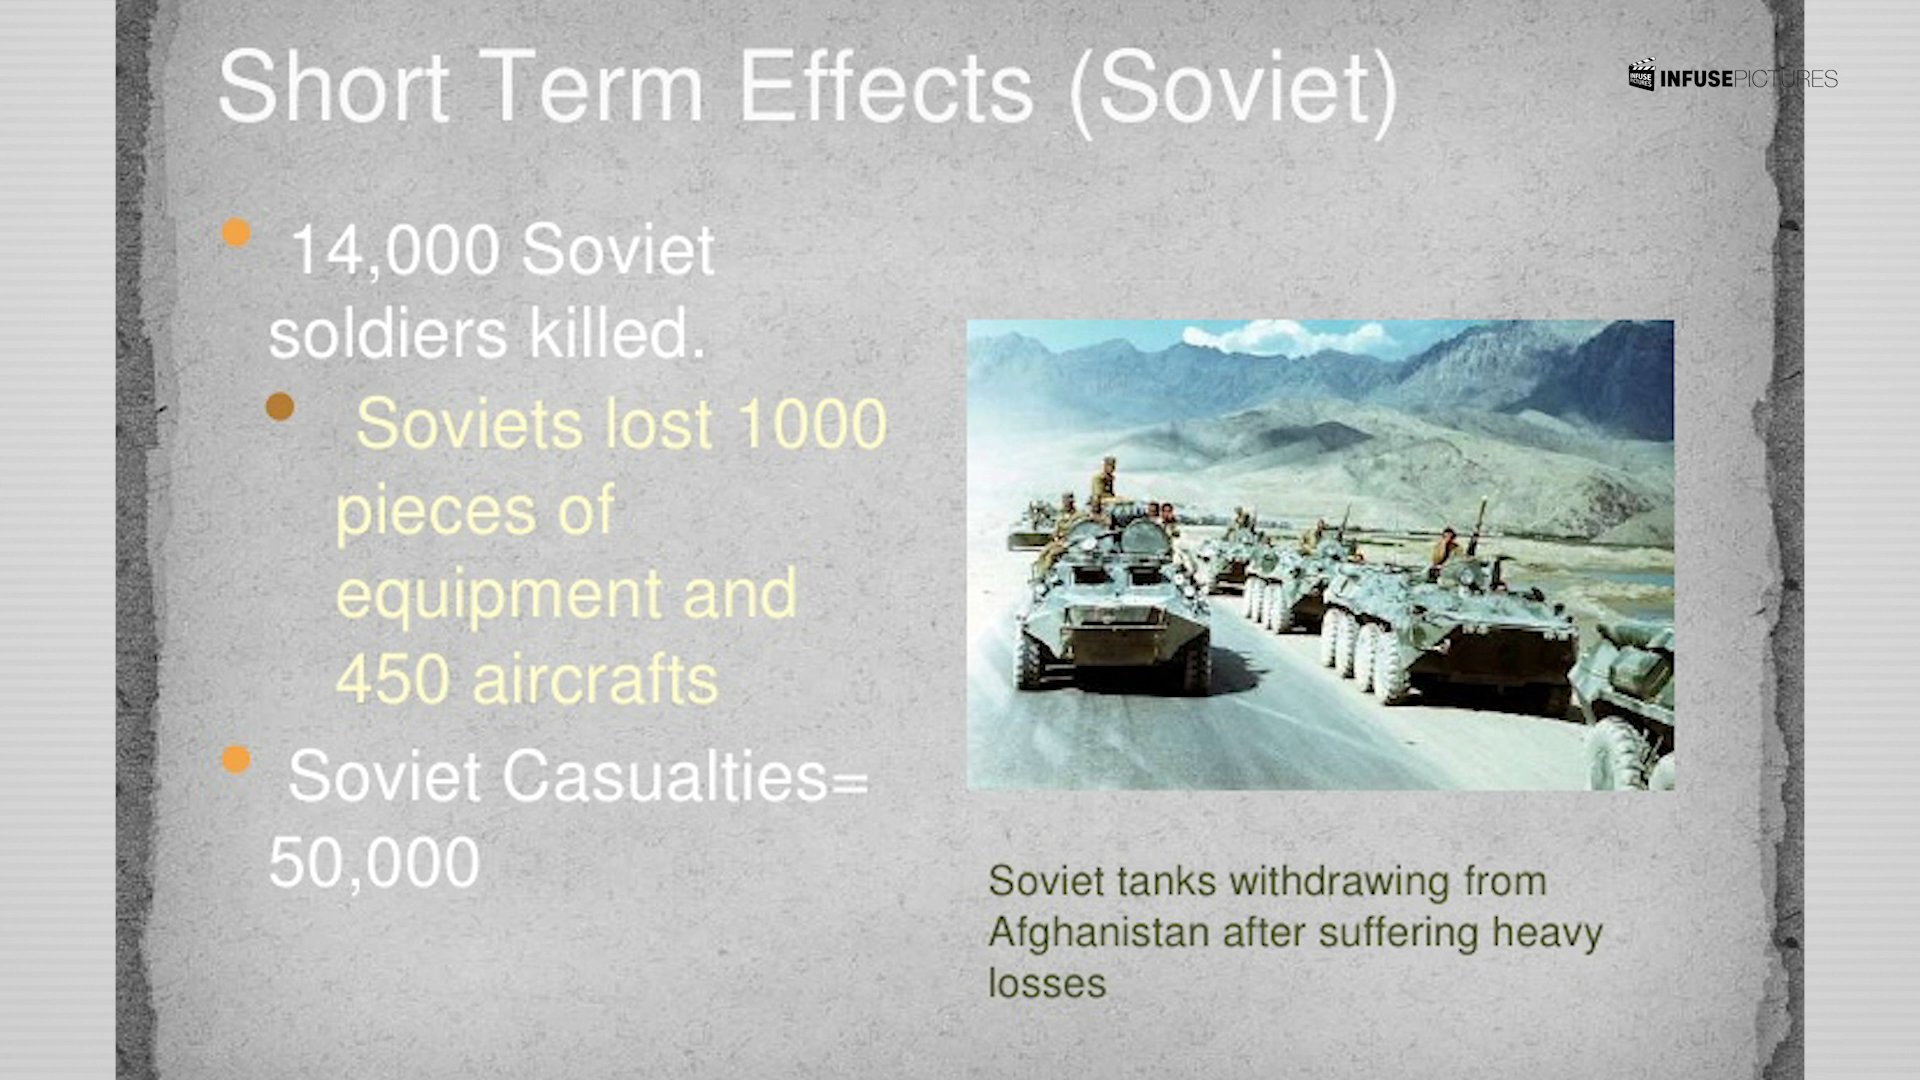 Short Term Effects (Soviet)
INFUSE PICTURES
INFUSEPICTURES
14,000 Soviet
soldiers killed.
Soviets lost 1000
pieces of
equipment and
450 aircrafts
Soviet Casualties=
50,000
Soviet tanks withdrawing from
Afghanistan after suffering heavy
losses